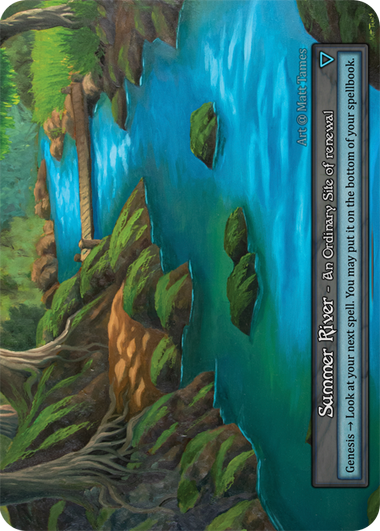 Art @ Matt Tames
Summer River ~ An Ordinary Site of renewal
Genesis → Look at your next spell. You may put it on the bottom of your spellbook.